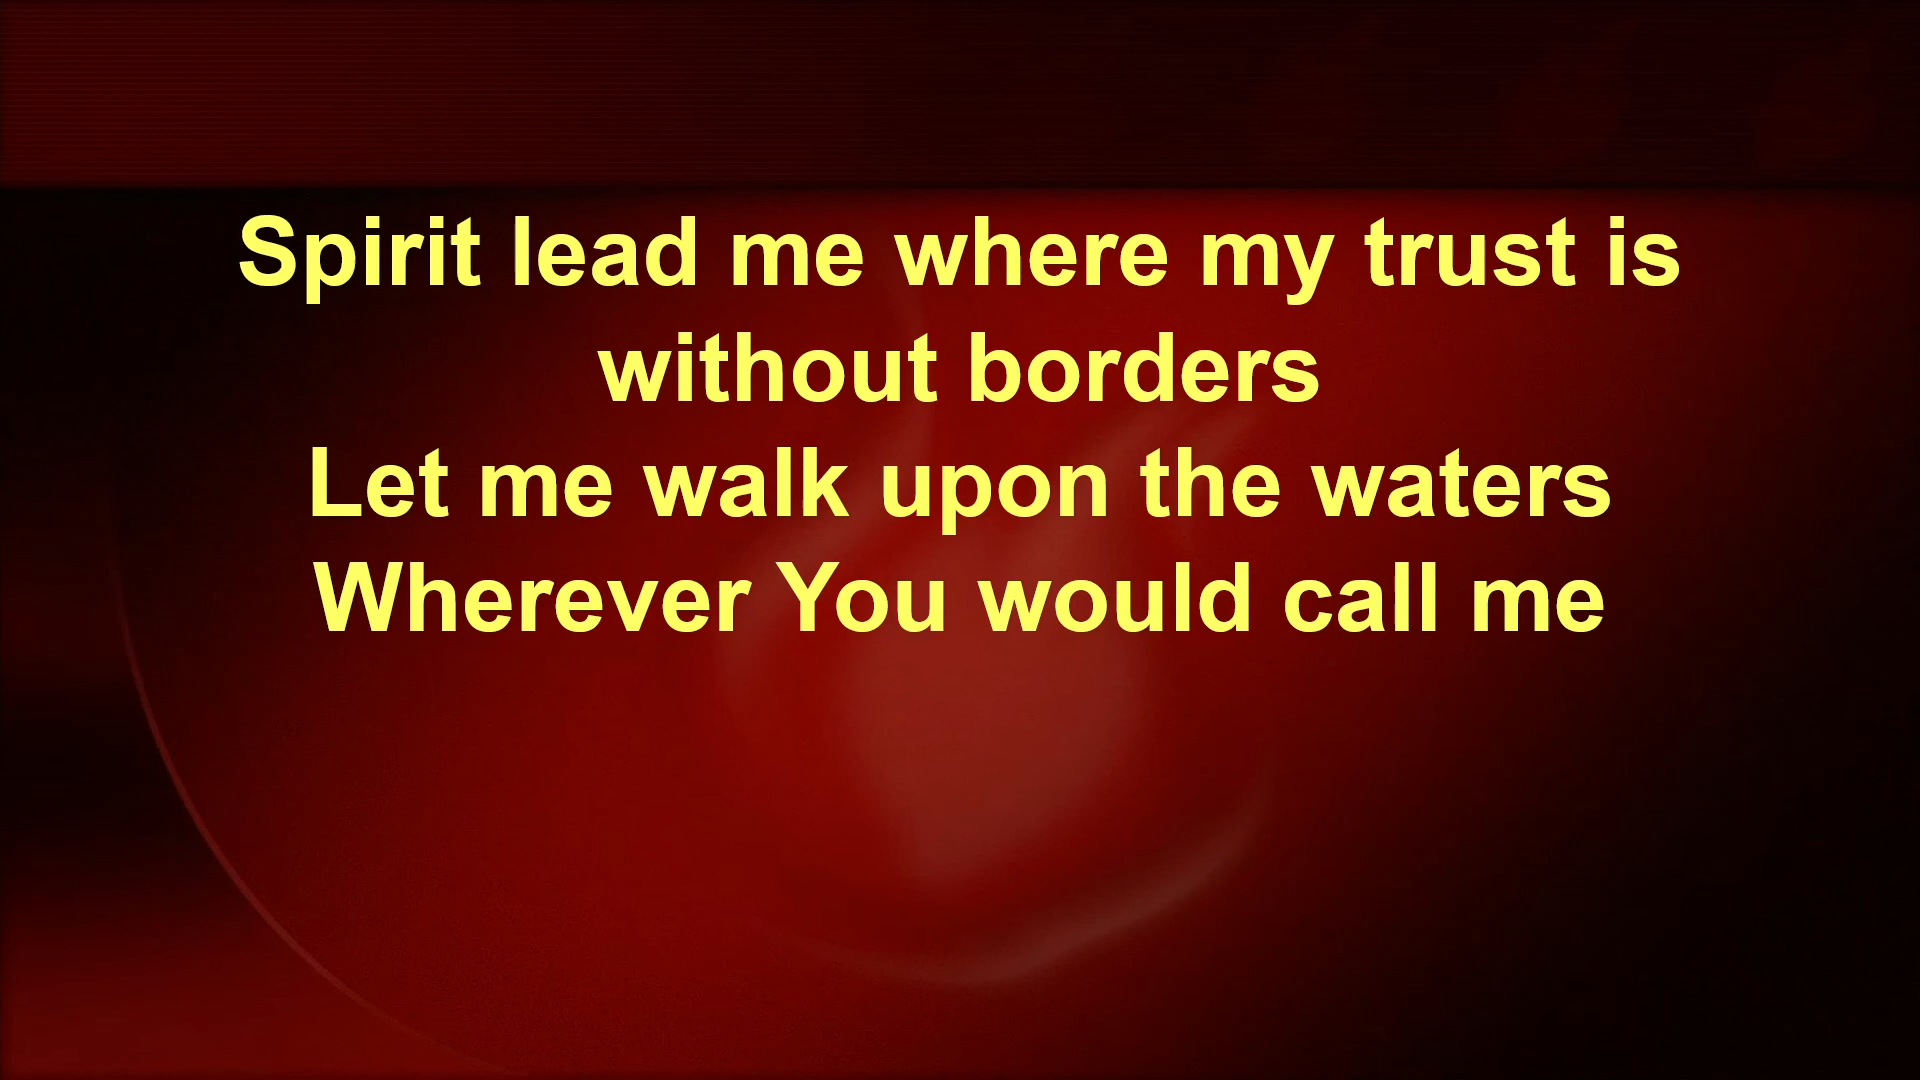 Spirit lead me where my trust is
without borders
Let me walk upon the waters
Wherever You would call me